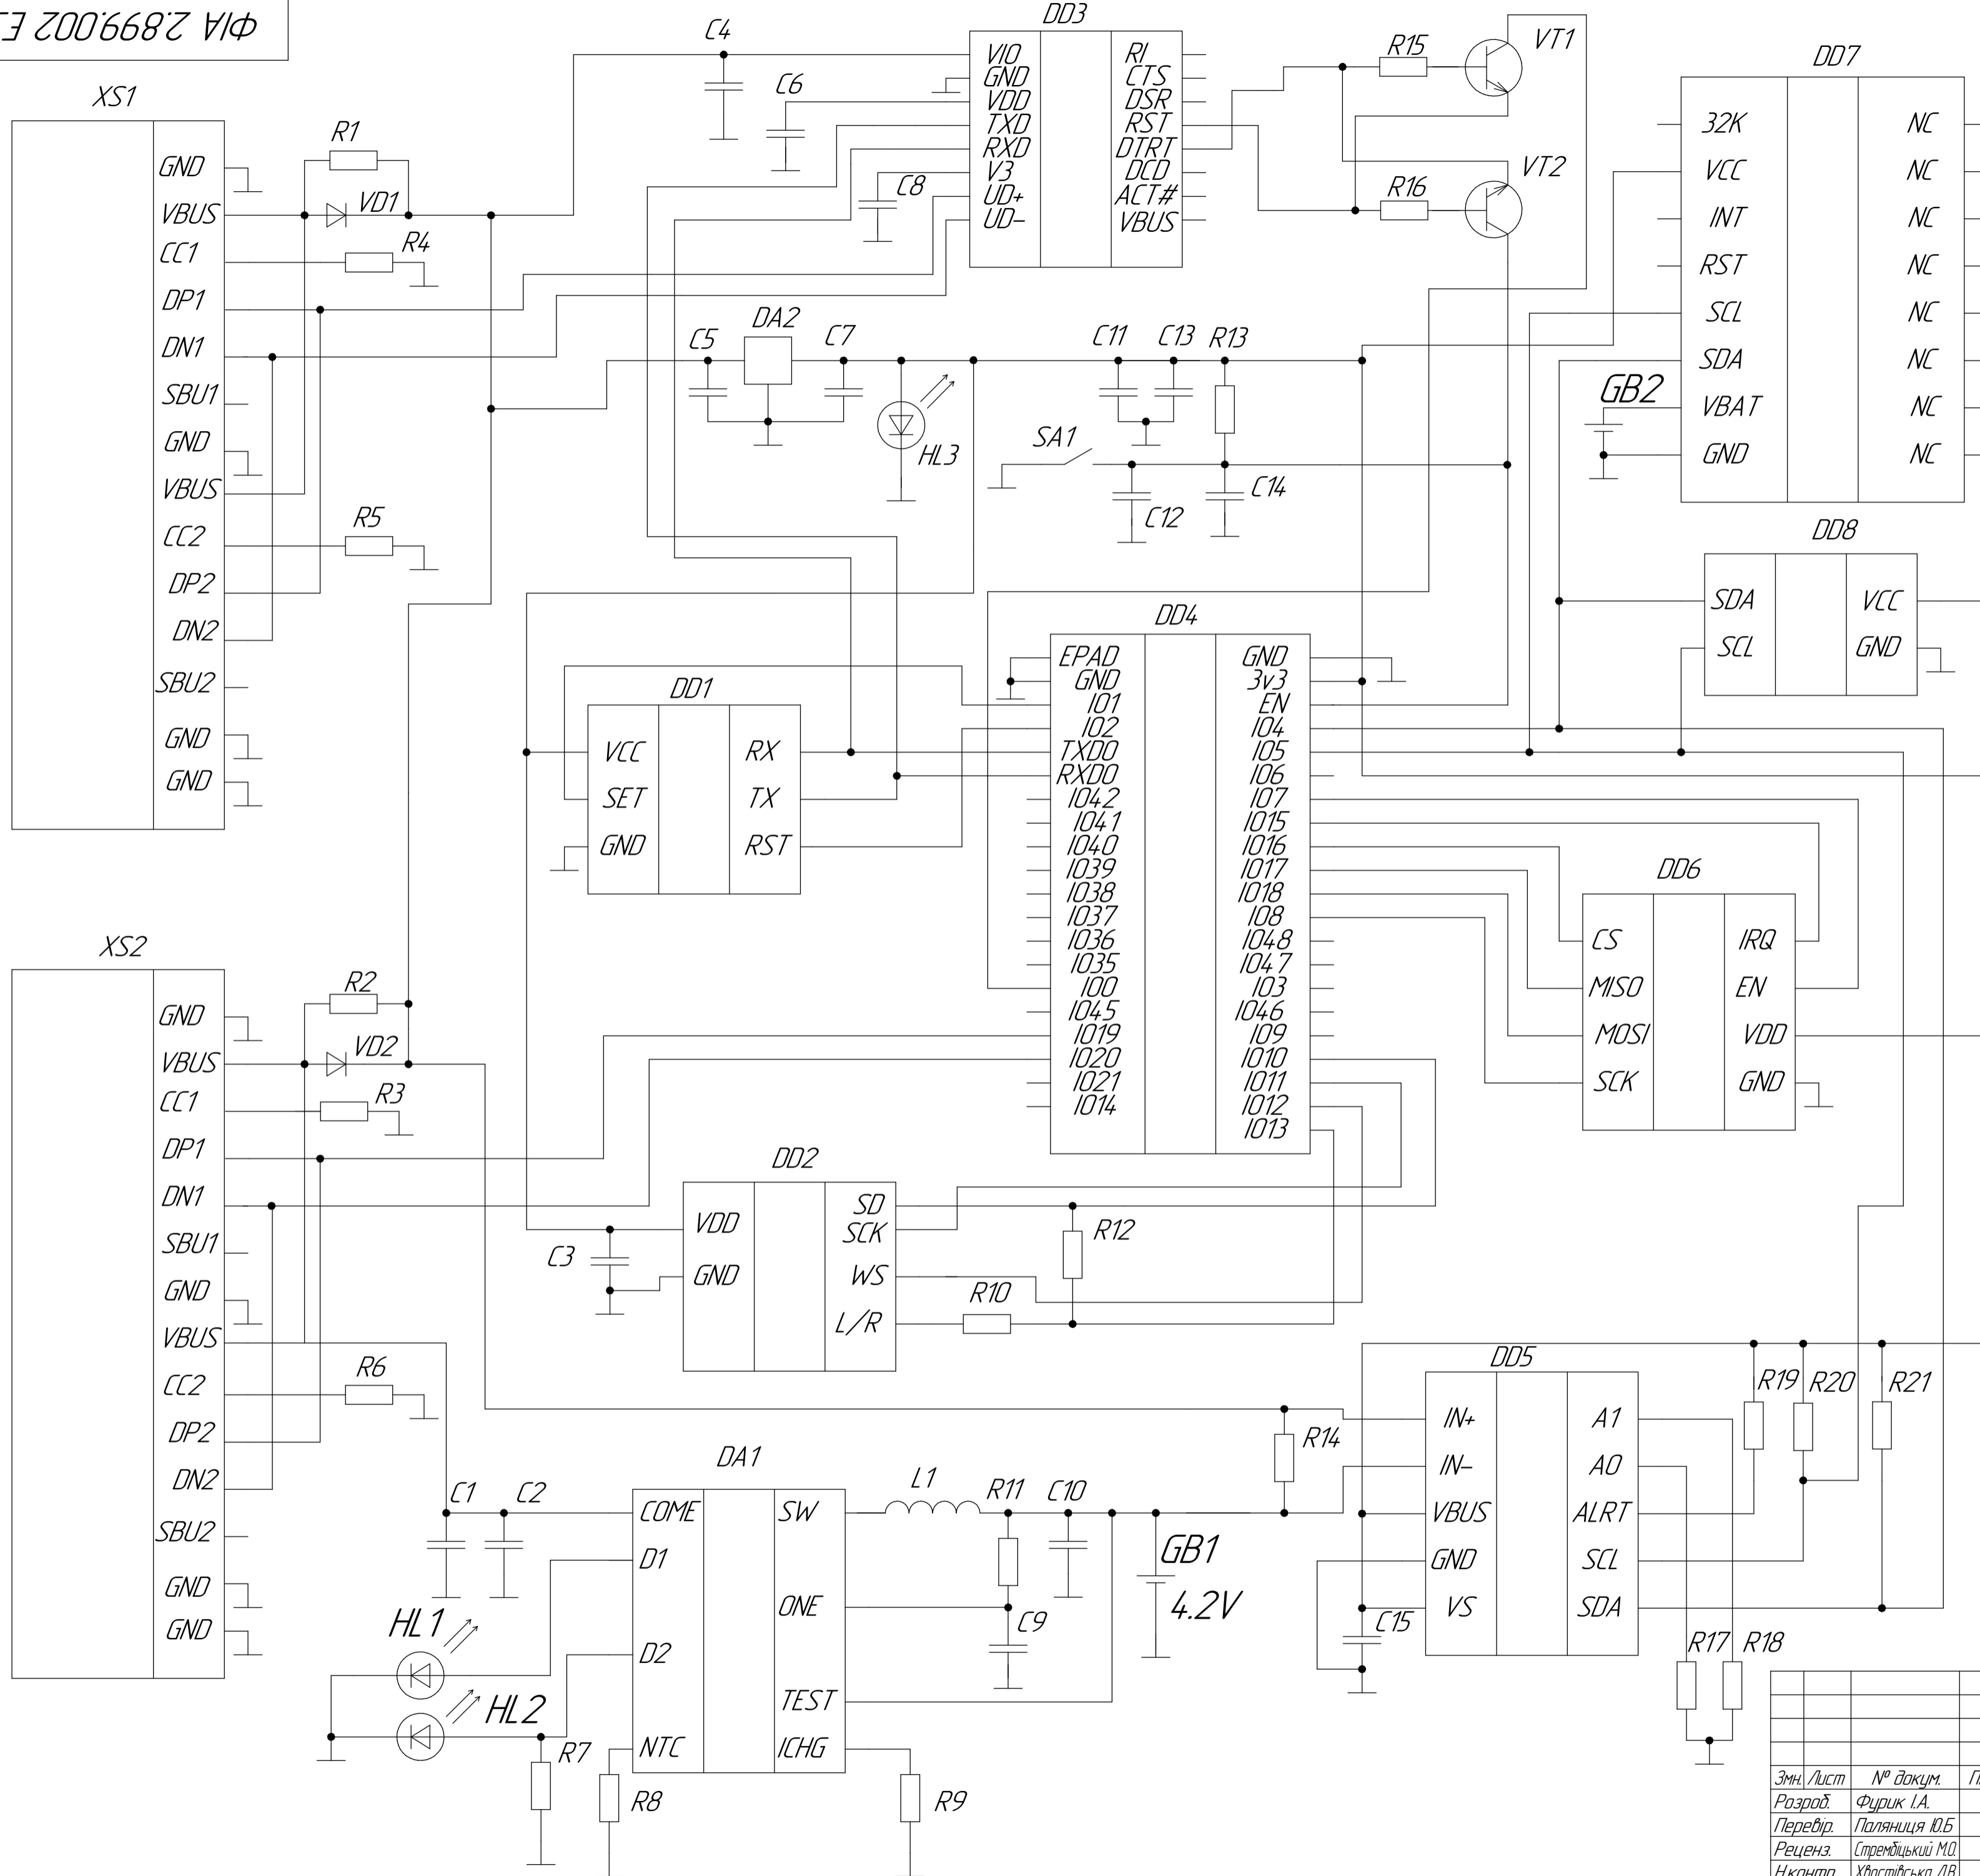 ФІА 2.899.002 Е
XS1
GND
VBUS
CC1
DP1
DN1
SBU1
GND
VBUS
CC2
DP2
DN2
SBU2
GND
GND
R1
VD1
R4
R5
C4
C6
C8
DD3
VIO
GND
VDD
TXD
RXD
V3
UD+
UD-
RI
CTS
DSR
RST
DTRT
DCD
ACT#
VBUS
R15
VT1
R16
VT2
DD7
32K
VCC
INT
RST
SCL
SDA
VBAT
GND
NC
NC
NC
NC
NC
NC
NC
NC
GB2
C5
DA2
C7
HL3
C11
C13
R13
SA1
C12
C14
DD8
SDA
SCL
VCC
GND
DD1
VCC
SET
GND
RX
TX
RST
DD4
EPAD
GND
IO1
IO2
TXD0
RXD0
IO42
IO41
IO40
IO39
IO38
IO37
IO36
IO35
IO0
IO45
IO19
IO20
IO21
IO14
GND
3v3
EN
IO4
IO5
IO6
IO7
IO15
IO16
IO17
IO18
IO8
IO48
IO47
IO3
IO46
IO9
IO10
IO11
IO12
IO13
DD6
CS
MISO
MOSI
SCK
IRQ
EN
VDD
GND
XS2
GND
VBUS
CC1
DP1
DN1
SBU1
GND
VBUS
CC2
DP2
DN2
SBU2
GND
GND
R2
VD2
R3
R6
DD2
VDD
GND
SD
SCK
WS
L/R
C3
R12
R10
C1
C2
DA1
COME
D1
D2
NTC
SW
ONE
TEST
ICHG
HL1
HL2
R7
R8
R9
L1
R11
C10
C9
GB1
4.2V
R14
DD5
IN+
IN-
VBUS
GND
VS
A1
A0
ALRT
SCL
SDA
C15
R19
R20
R21
R17
R18
Змн. Лист № докум.
Розроб. Фурик І.А.
Перевір. Паляниця Ю.Б
Реценз. Стрембіцький М.О.